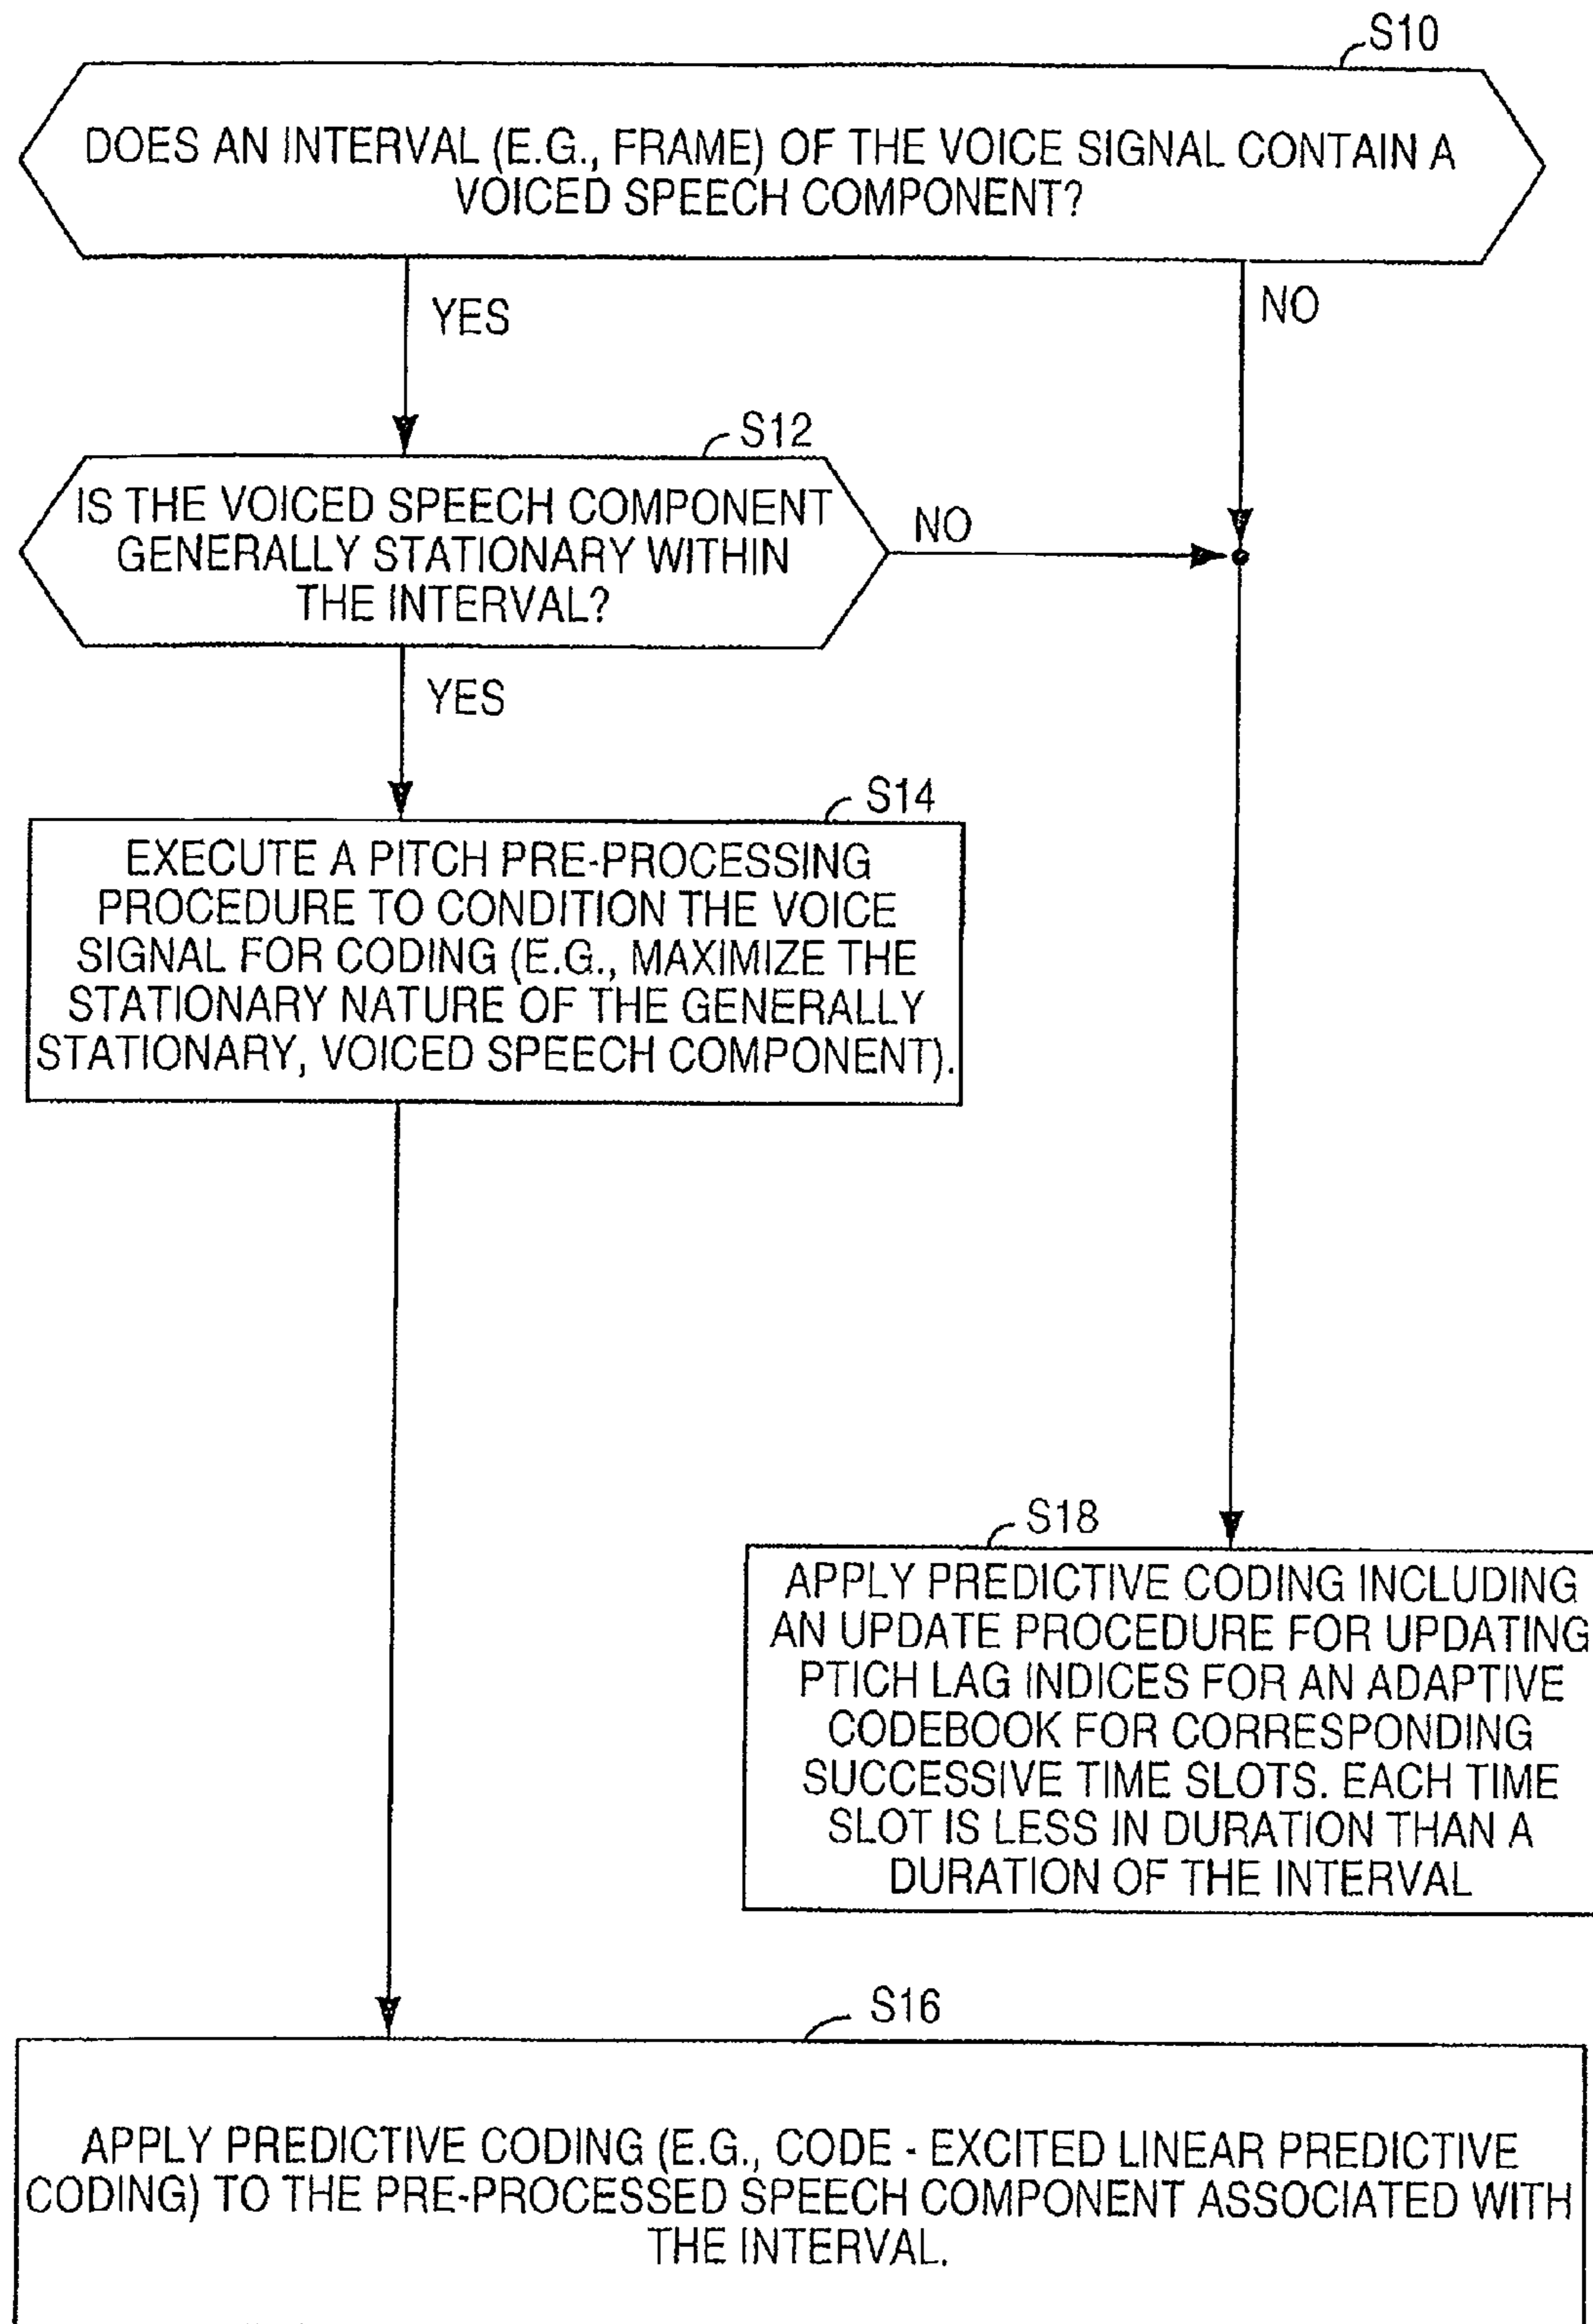 S10
DOES AN INTERVAL (E.G., FRAME) OF THE VOICE SIGNAL CONTAIN A
VOICED SPEECH COMPONENT?
YES
NO
S12
IS THE VOICED SPEECH COMPONENT
GENERALLY STATIONARY WITHIN
THE INTERVAL?
NO
YES
S14
EXECUTE A PITCH PRE-PROCESSING
PROCEDURE TO CONDITION THE VOICE
SIGNAL FOR CODING (E.G., MAXIMIZE THE
STATIONARY NATURE OF THE GENERALLY
STATIONARY, VOICED SPEECH COMPONENT).
S18
APPLY PREDICTIVE CODING INCLUDING
AN UPDATE PROCEDURE FOR UPDATING
PTICH LAG INDICES FOR AN ADAPTIVE
CODEBOOK FOR CORRESPONDING
SUCCESSIVE TIME SLOTS. EACH TIME
SLOT IS LESS IN DURATION THAN A
DURATION OF THE INTERVAL
S16
APPLY PREDICTIVE CODING (E.G., CODE - EXCITED LINEAR PREDICTIVE
CODING) TO THE PRE-PROCESSED SPEECH COMPONENT ASSOCIATED WITH
THE INTERVAL.